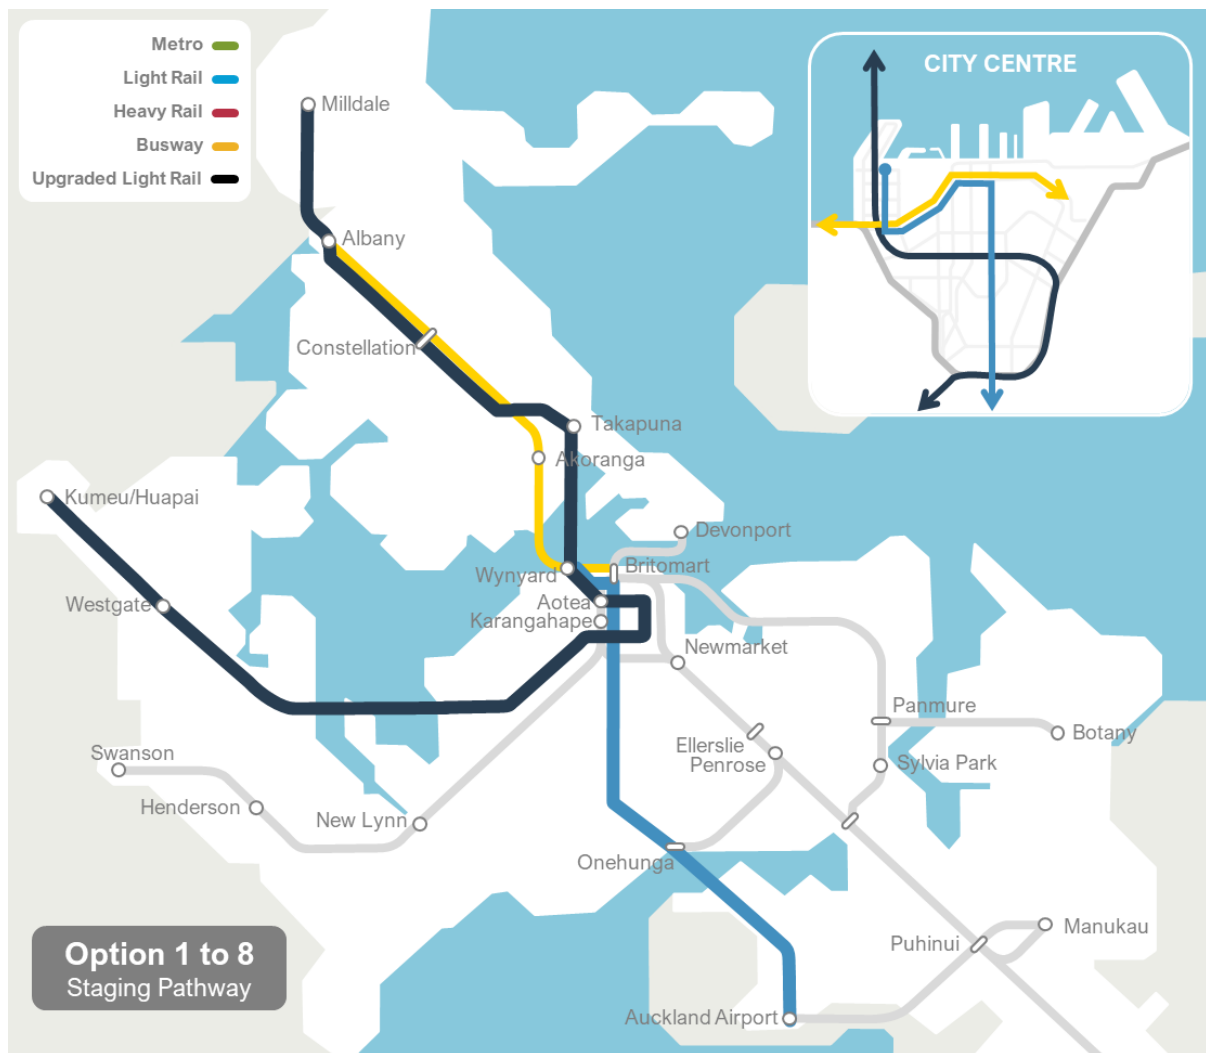 Metro
Light Rail
Heavy Rail
Busway
Upgraded Light Rail
CITY CENTRE
Milldale
Albany
Constellation
Takapuna
Akoranga
Kumeu/Huapai
Devonport
Wynyard
Britomart
Westgate
Aotea
Karangahape
Newmarket
Panmure
Botany
Swanson
Ellerslie
Penrose
Sylvia Park
Henderson
New Lynn
Onehunga
Manukau
Puhinui
Option 1 to 8
Staging Pathway
Auckland Airport